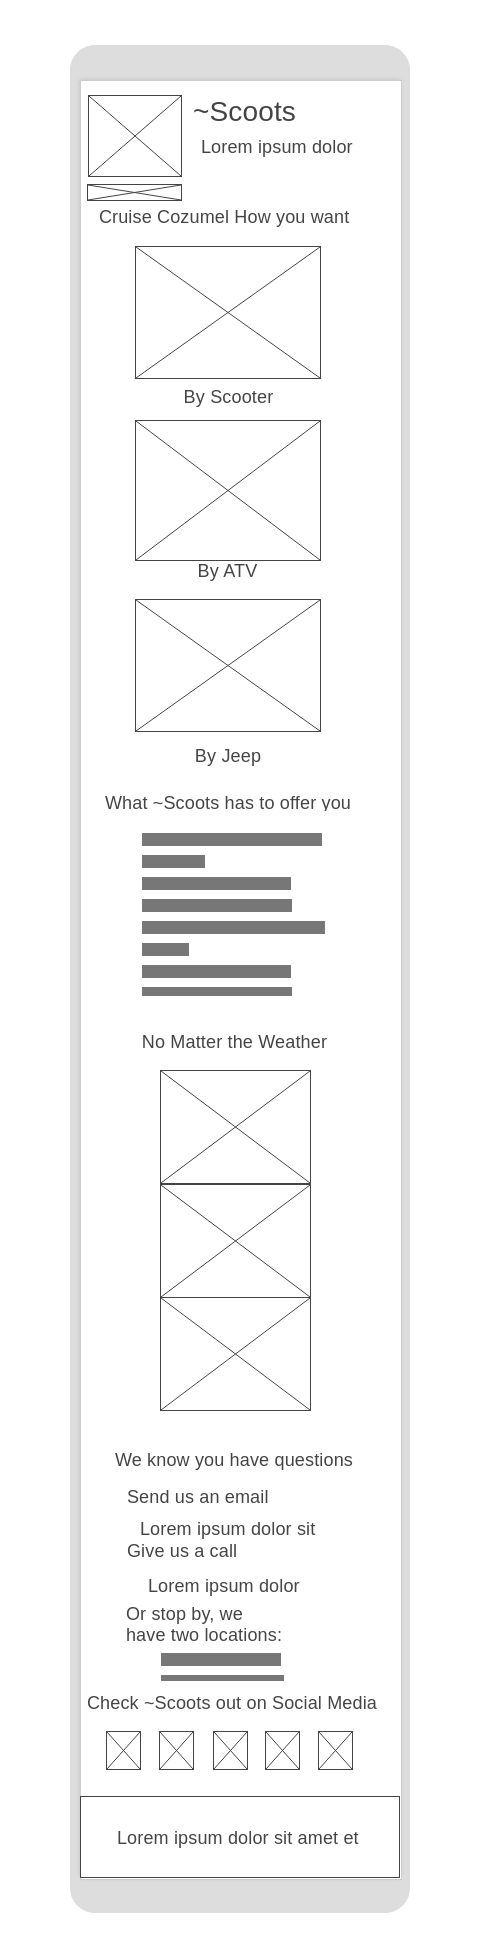 ~Scoots
Lorem ipsum dolor
Cruise Cozumel How you want
By Scooter
By ATV
By Jeep
What ~Scoots has to offer you
No Matter the Weather
We know you have questions
Send us an email
Lorem ipsum dolor sit
Give us a call
Lorem ipsum dolor
Or stop by, we
have two locations:
Check ~Scoots out on Social Media
Lorem ipsum dolor sit amet et